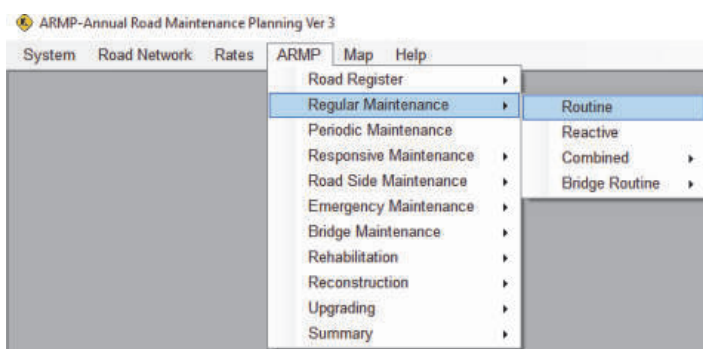 ARMP-Annual Road Maintenance Planning Ver 3
System Road Network Rates ARMP Map Help
Road Register
Regular Maintenance Routine
Periodic Maintenance Reactive
Responsive Maintenance Combined
Road Side Maintenance Bridge Routine
Emergency Maintenance
Bridge Maintenance
Rehabilitation
Reconstruction
Upgrading
Summary